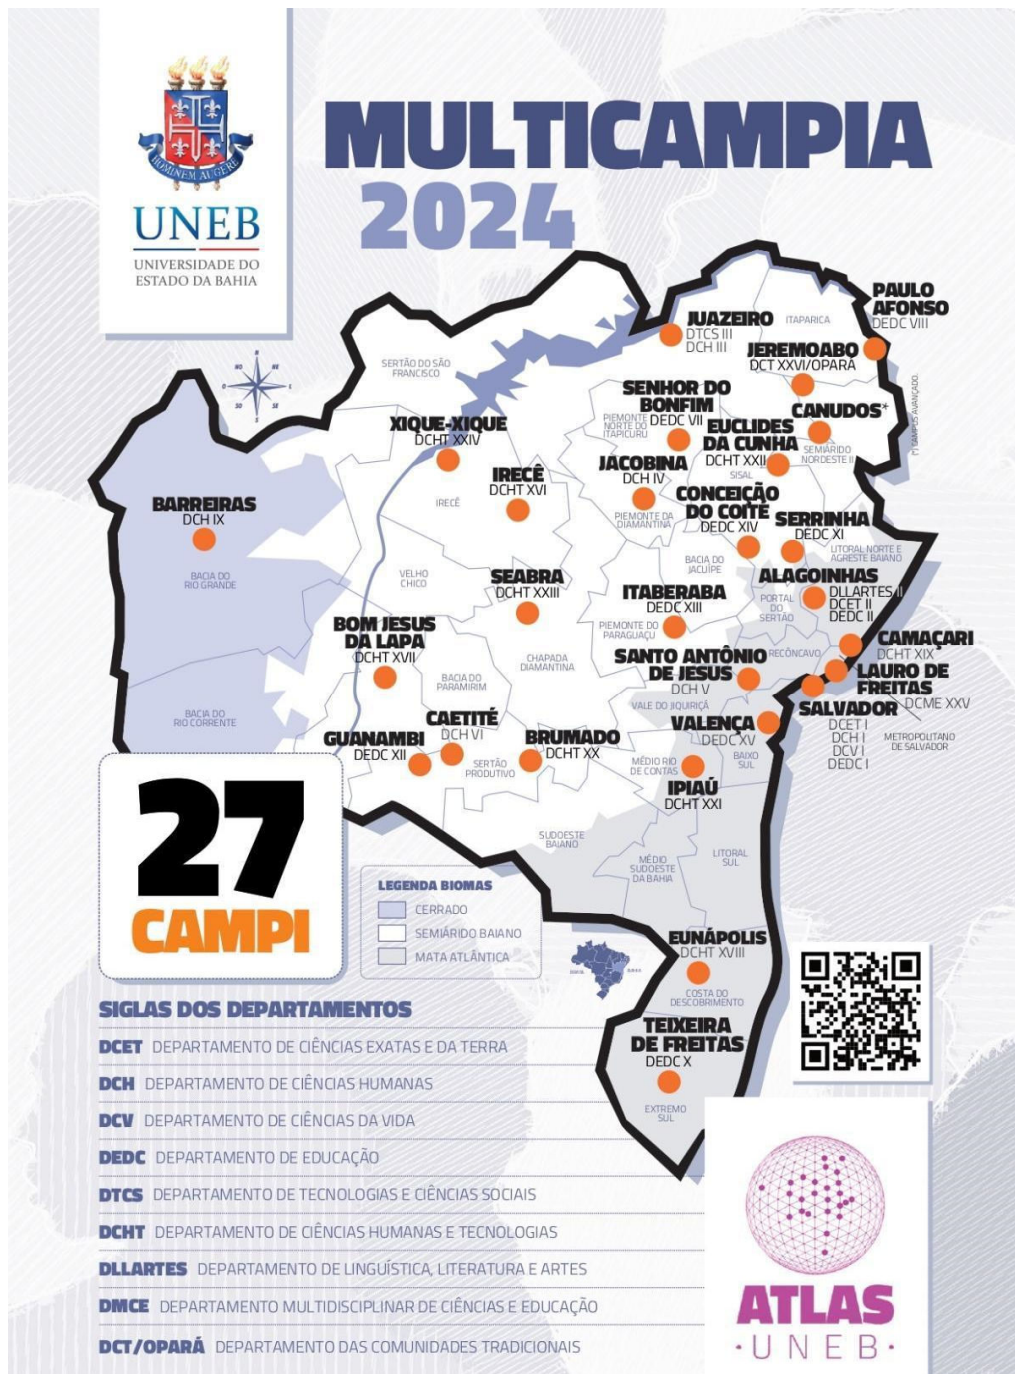 HOMINEM AUGERE
UNEB
UNIVERSIDADE DO
ESTADO DA BAHIA
MULTICAMPIA
2024
N
NE
E
SE
S
SO
O
NO
PAULO
AFONSO
DEDC VIII
JUAZEIRO
DTCS III
DCH III
ITAPARICA
JEREMOABO
DCT XXVI/OPARÁ
SERTÃO DO SÃO
FRANCISCO
SENHOR DO
BONFIM
DEDC VII
PIEMONTE
NORTE DO
ITAPICURU
CANUDOS*
(*) CAMPUS AVANÇADO.
EUCLIDES
DA CUNHA
DCHT XXII
SEMIÁRIDO
NORDESTE II
XIQUE-XIQUE
DCHT XXIV
IRECÊ
DCHT XVI
IRECÊ
JACOBINA
DCH IV
PIEMONTE DA
DIAMANTINA
SISAL
CONCEIÇÃO
DO COITÉ
DEDC XIV
SERRINHA
DEDC XI
BARREIRAS
DCH IX
BACIA DO
RIO GRANDE
BACIA DO
JACUÍPE
LITORAL NORTE E
AGRESTE BAIANO
VELHO
CHICO
SEABRA
DCHT XXIII
ITABERABA
DEDC XIII
PIEMONTE DO
PARAGUAÇU
ALAGOINHAS
DLLARTES II
DCET II
DEDC II
PORTAL
DO
SERTÃO
BOM JESUS
DA LAPA
DCHT XVII
CHAPADA
DIAMANTINA
RECÔNCAVO
CAMAÇARI
DCHT XIX
SANTO ANTÔNIO
DE JESUS
DCH V
LAURO DE
FREITAS
DCME XXV
BACIA DO
PARAMIRIM
VALE DO JIQUIRIÇÁ
SALVADOR
DCET I
DCH I
DCV I
DEDC I
METROPOLITANO
DE SALVADOR
BACIA DO
RIO CORRENTE
CAETITÉ
DCH VI
VALENÇA
DEDC XV
GUANAMBI
DEDC XII
SERTÃO
PRODUTIVO
BRUMADO
DCHT XX
MÉDIO RIO
DE CONTAS
BAIXO
SUL
IPIAÚ
DCHT XXI
27
CAMPI
SUDOESTE
BAIANO
MÉDIO
SUDOESTE
DA BAHIA
LITORAL
SUL
LEGENDA BIOMAS
CERRADO
SEMIÁRIDO BAIANO
MATA ATLÂNTICA
EUNÁPOLIS
DCHT XVIII
COSTA DO
DESCOBRIMENTO
TEIXEIRA
DE FREITAS
DEDC X
EXTREMO
SUL
SIGLAS DOS DEPARTAMENTOS
DCET DEPARTAMENTO DE CIÊNCIAS EXATAS E DA TERRA
DCH DEPARTAMENTO DE CIÊNCIAS HUMANAS
DCV DEPARTAMENTO DE CIÊNCIAS DA VIDA
DEDC DEPARTAMENTO DE EDUCAÇÃO
DTCS DEPARTAMENTO DE TECNOLOGIAS E CIÊNCIAS SOCIAIS
DCHT DEPARTAMENTO DE CIÊNCIAS HUMANAS E TECNOLOGIAS
DLLARTES DEPARTAMENTO DE LINGUÍSTICA, LITERATURA E ARTES
DMCE DEPARTAMENTO MULTIDISCIPLINAR DE CIÊNCIAS E EDUCAÇÃO
DCT/OPARÁ DEPARTAMENTO DAS COMUNIDADES TRADICIONAIS
ATLAS
· U N E B ·